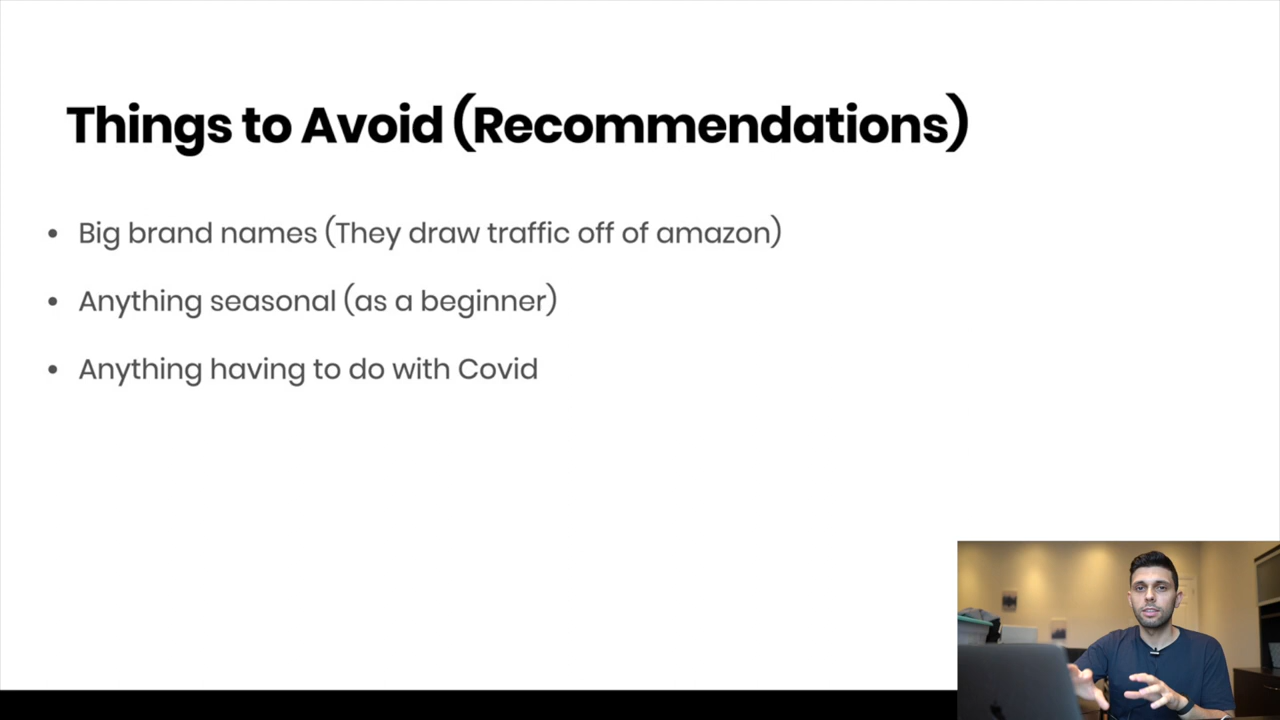 Things to Avoid (Recommendations)
• Big brand names (They draw traffic off of amazon)
• Anything seasonal (as a beginner)
• Anything having to do with Covid